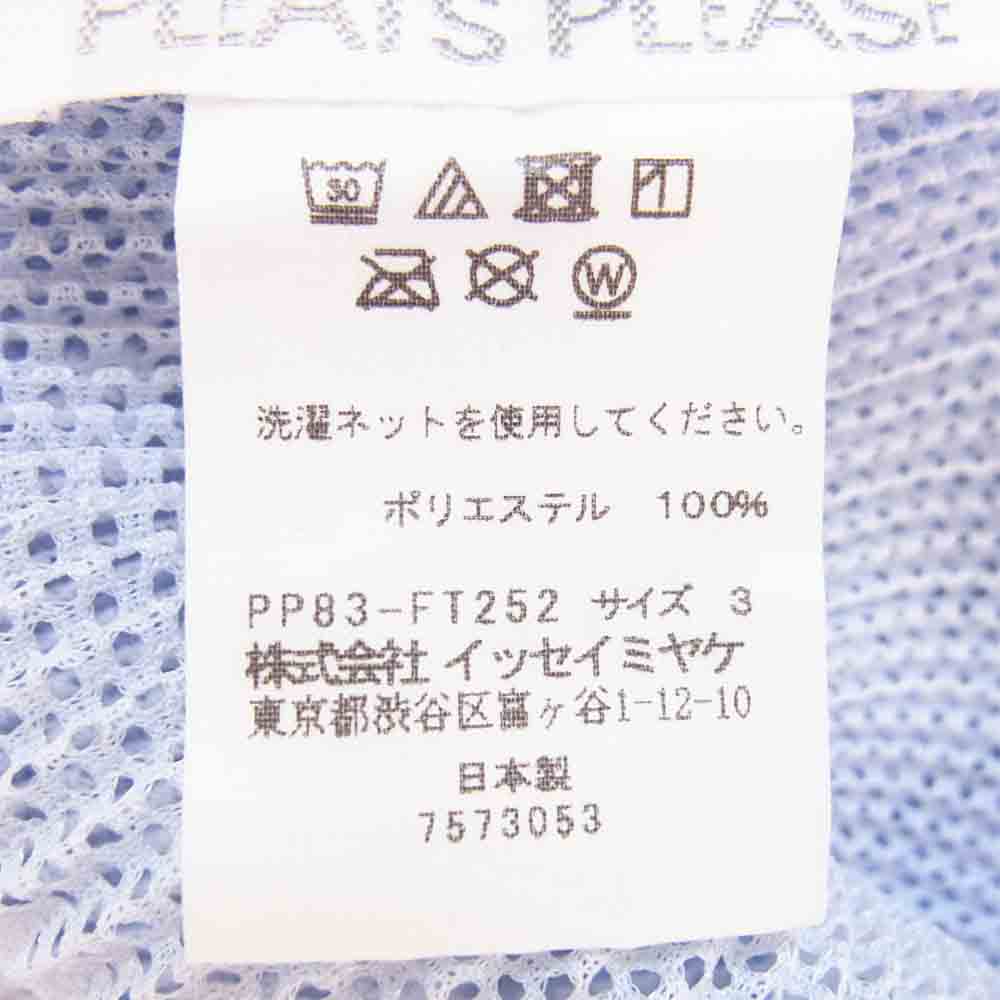 PLEATS PLEASE
30
W
洗濯ネットを使用してください。
ポリエステル 100%
PP83-FT252 サイズ 3
株式会社 イッセイミヤケ
東京都渋谷区富ヶ谷1-12-10
日本製
7573053